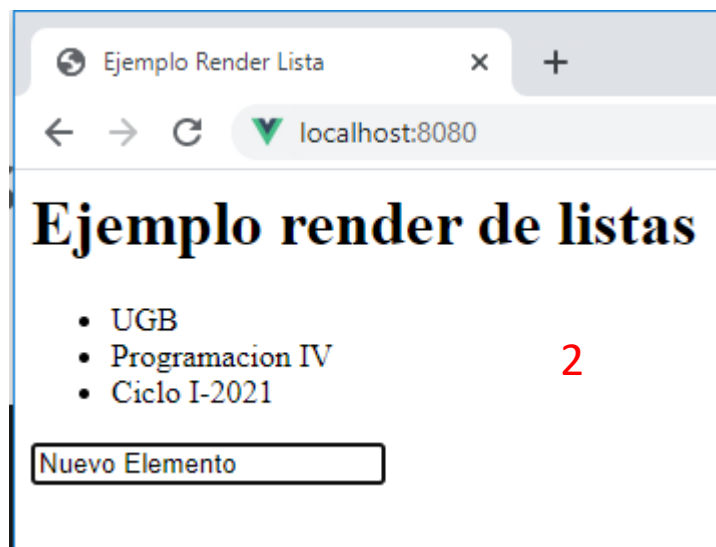 Ejemplo Render Lista
localhost:8080
Ejemplo render de listas
UGB
Programacion IV
2
Ciclo I-2021
Nuevo Elemento